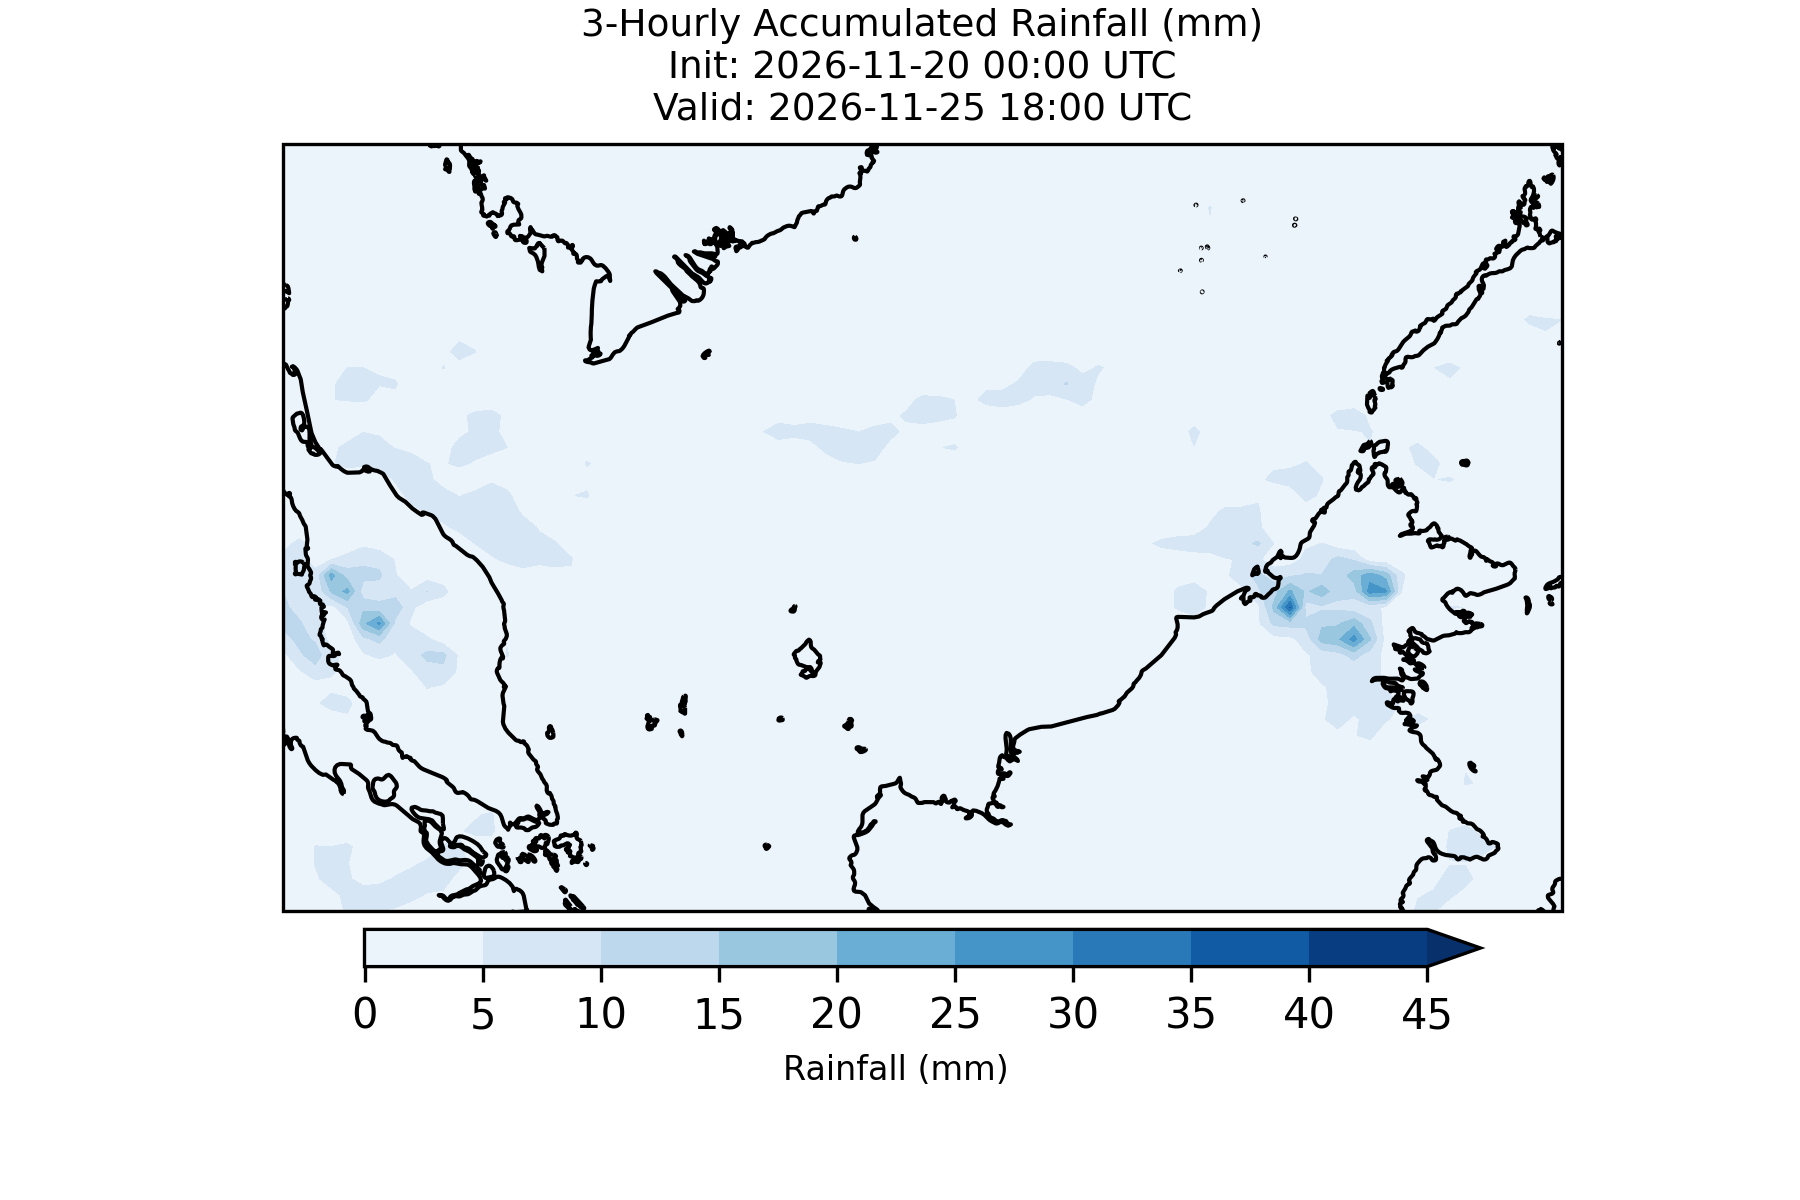 3-Hourly Accumulated Rainfall (mm)
Init: 2026-11-20 00:00 UTC
Valid: 2026-11-25 18:00 UTC
0 5 10 15 20 25 30 35 40 45
Rainfall (mm)